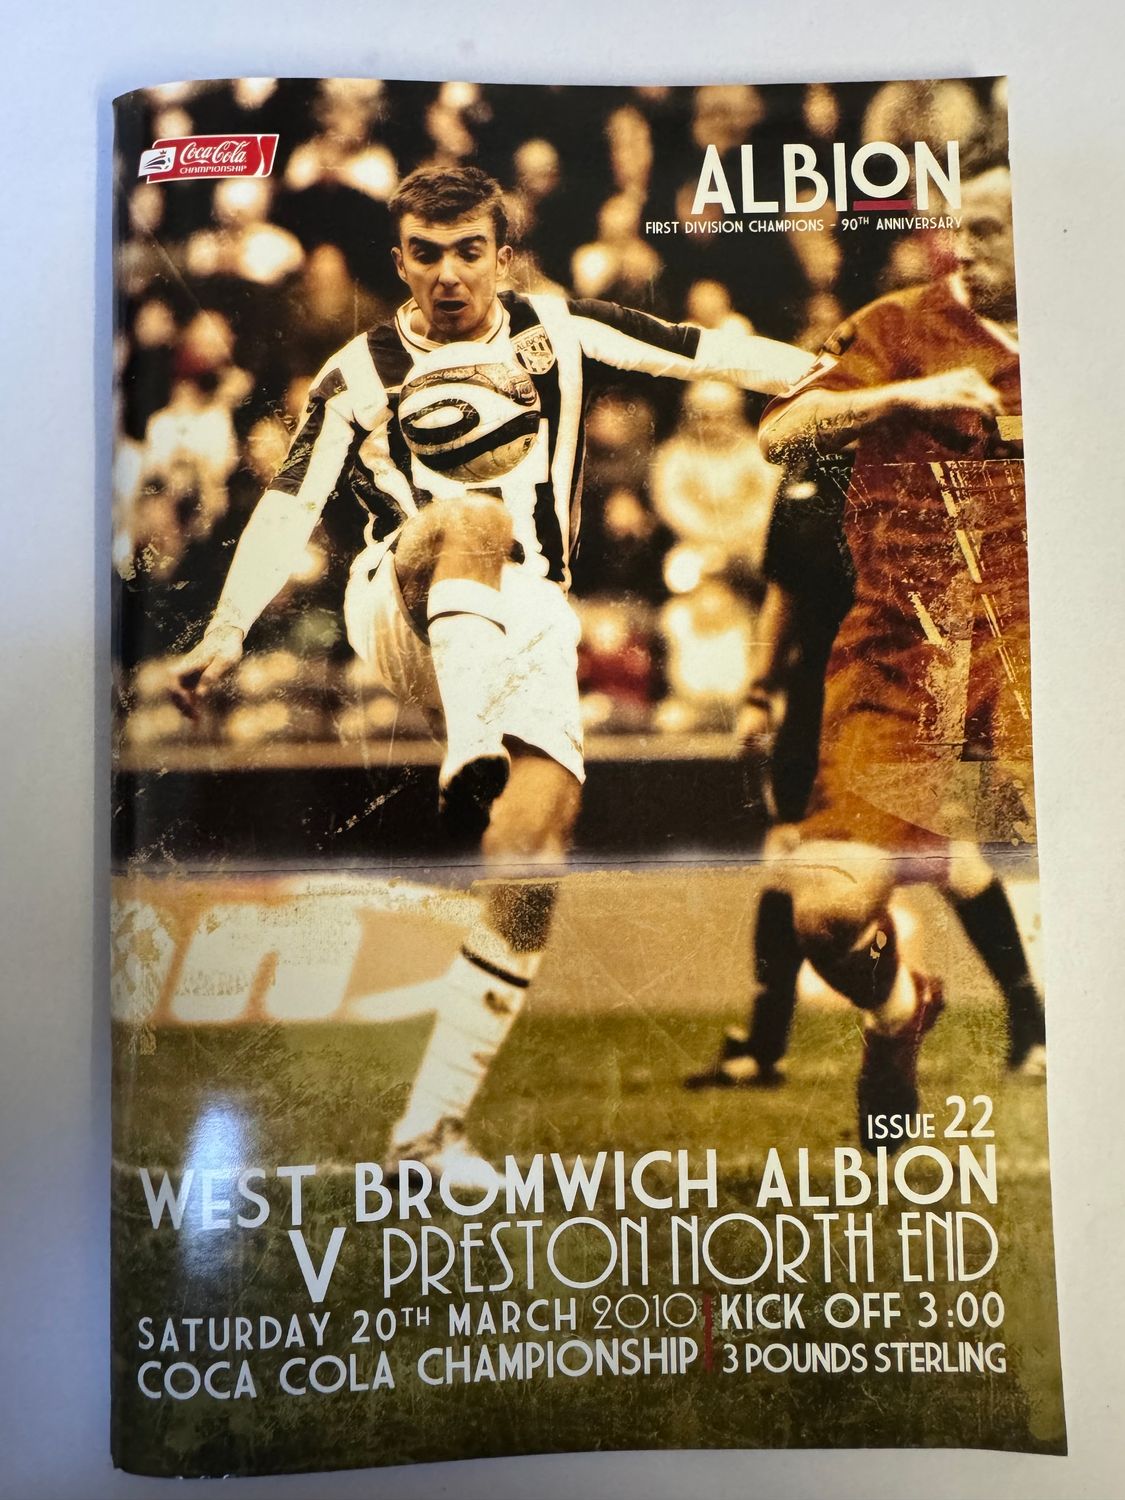 Coca-Cola
CHAMPIONSHIP
ALBION
FIRST DIVISION CHAMPIONS - 90TH ANNIVERSARY
ALBION
ISSUE 22
WEST BROMWICH ALBION
V PRESTON NORTH END
SATURDAY 20TH MARCH 2010 KICK OFF 3:00
COCA COLA CHAMPIONSHIP 3 POUNDS STERLING